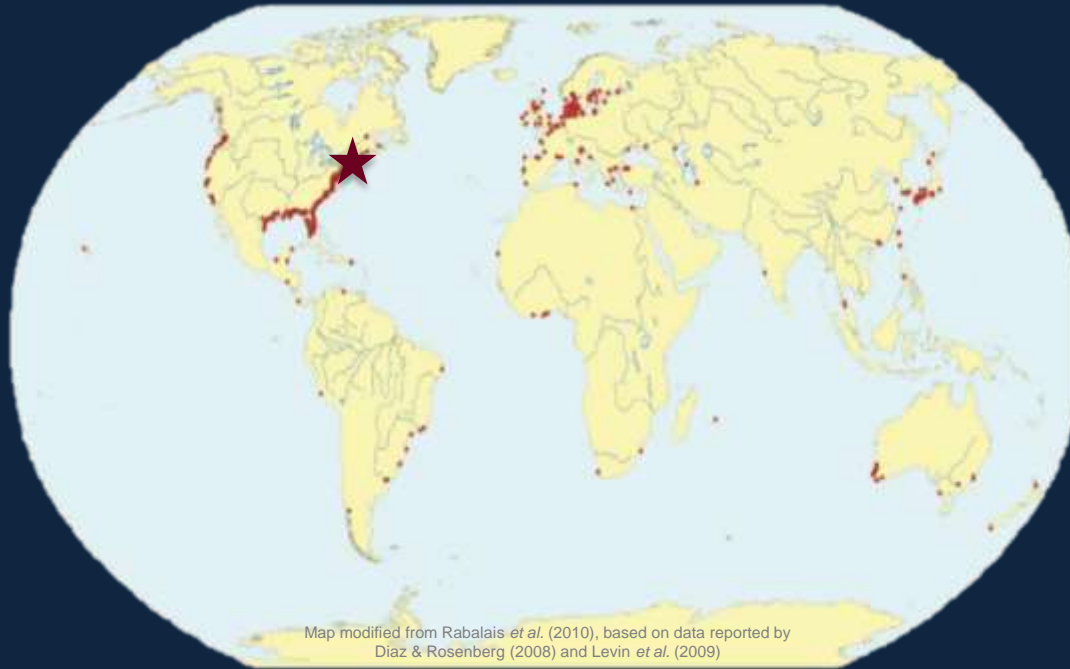 Map modified from Rabalais et al. (2010), based on data reported by
Diaz & Rosenberg (2008) and Levin et al. (2009)